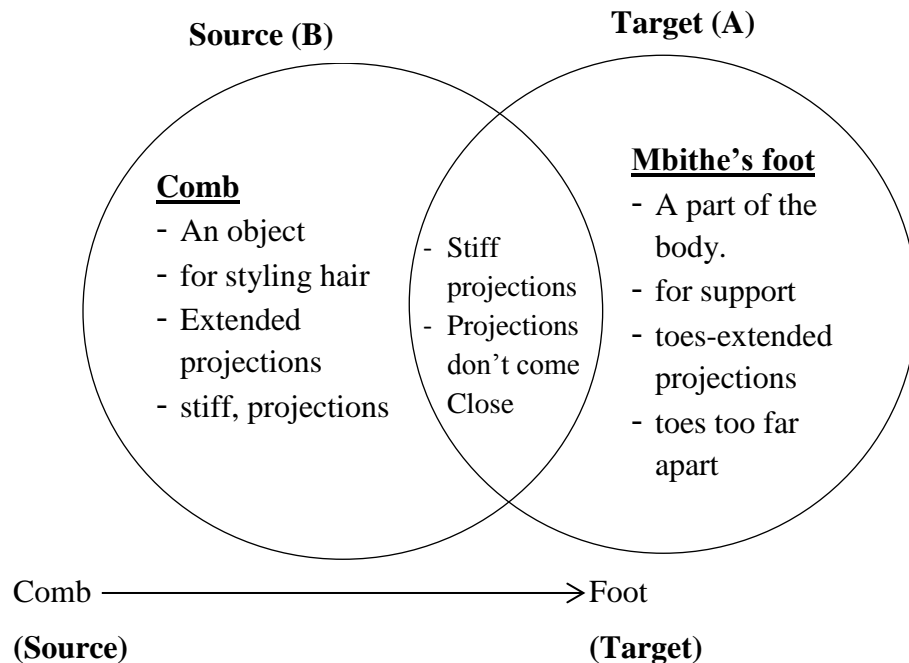 Source (B)
Target (A)
Comb
- An object
- for styling hair
- Extended
projections
- stiff, projections
- Stiff
projections
- Projections
don’t come
Close
Mbithe’s foot
- A part of the
body.
- for support
- toes-extended
projections
- toes too far
apart
Comb
Foot
(Source)
(Target)